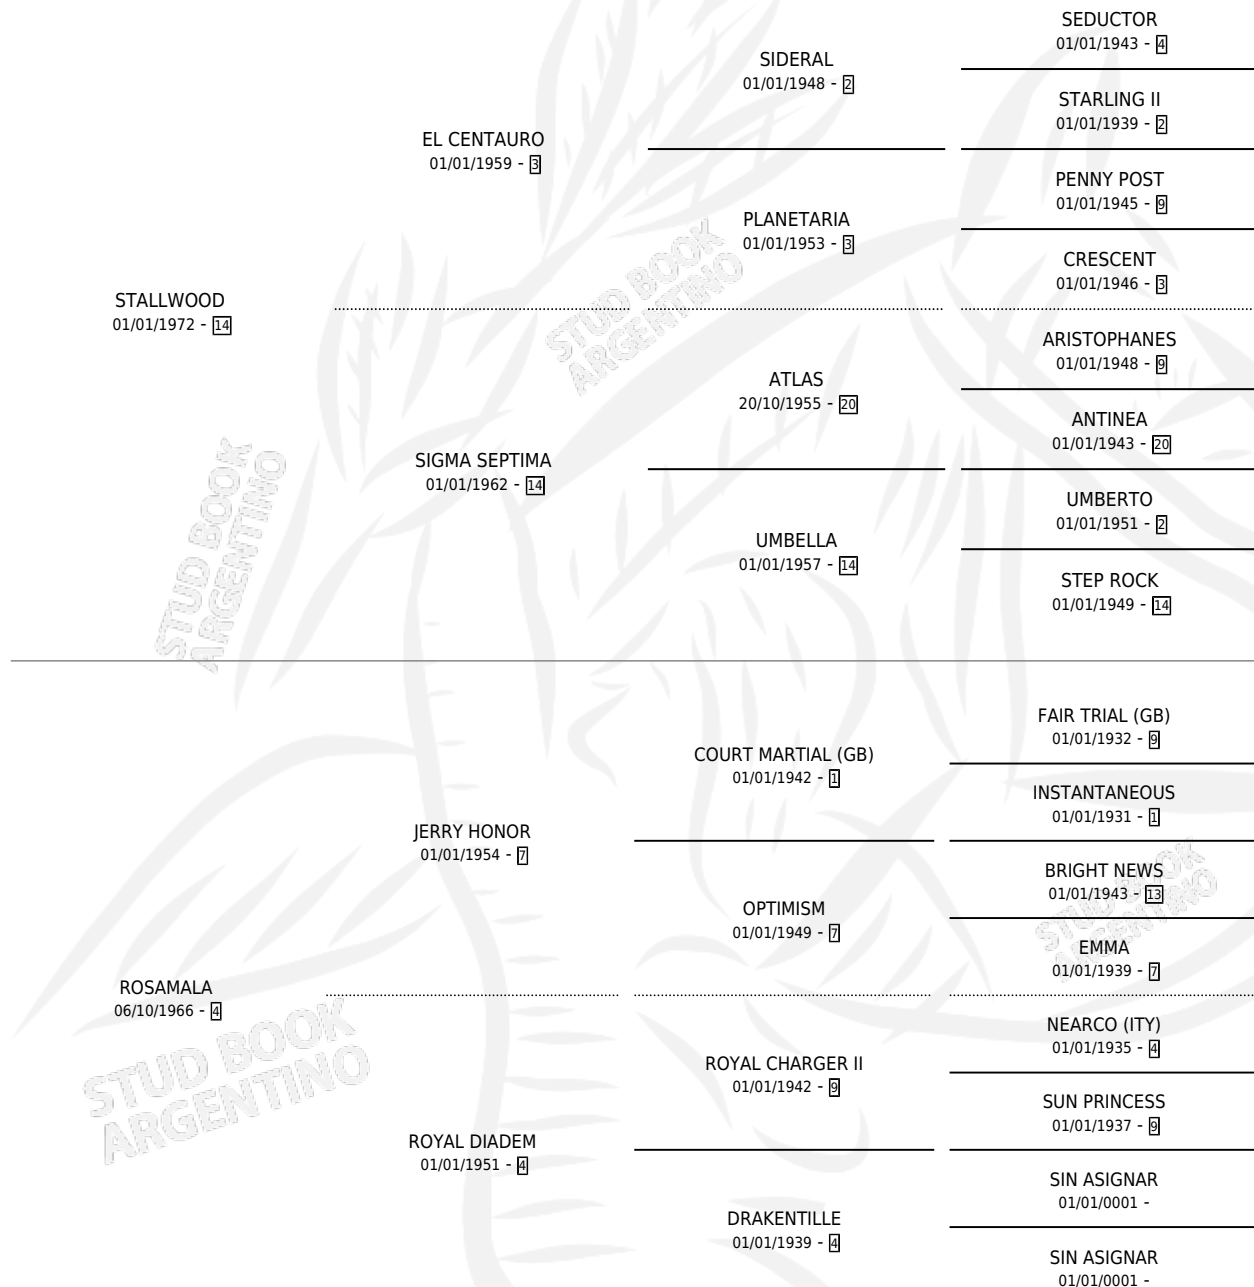 SEDUCTOR
01/01/1943 - 4
SIDERAL
01/01/1948 - 2
STARLING II
01/01/1939 - 2
EL CENTAURO
01/01/1959 - 3
PENNY POST
01/01/1945 - 9
PLANETARIA
01/01/1953 - 3
CRESCENT
01/01/1946 - 3
STALLWOOD
01/01/1972 - 14
ARISTOPHANES
01/01/1948 - 9
ATLAS
20/10/1955 - 20
ANTINEA
01/01/1943 - 20
SIGMA SEPTIMA
01/01/1962 - 14
UMBERTO
01/01/1951 - 2
UMBELLA
01/01/1957 - 14
STEP ROCK
01/01/1949 - 14
FAIR TRIAL (GB)
01/01/1932 - 9
COURT MARTIAL (GB)
01/01/1942 - 1
INSTANTANEOUS
01/01/1931 - 1
JERRY HONOR
01/01/1954 - 7
BRIGHT NEWS
01/01/1943 - 13
OPTIMISM
01/01/1949 - 7
EMMA
01/01/1939 - 7
ROSAMALA
06/10/1966 - 4
NEARCO (ITY)
01/01/1935 - 4
ROYAL CHARGER II
01/01/1942 - 9
SUN PRINCESS
01/01/1937 - 9
ROYAL DIADEM
01/01/1951 - 4
SIN ASIGNAR
01/01/0001 -
DRAKENTILLE
01/01/1939 - 4
SIN ASIGNAR
01/01/0001 -
STUD BOOK
ARGENTINO
STUD BOOK
ARGENTINO
STUD BOOK
ARGENTINO
STUD BOOK
ARGENTINO